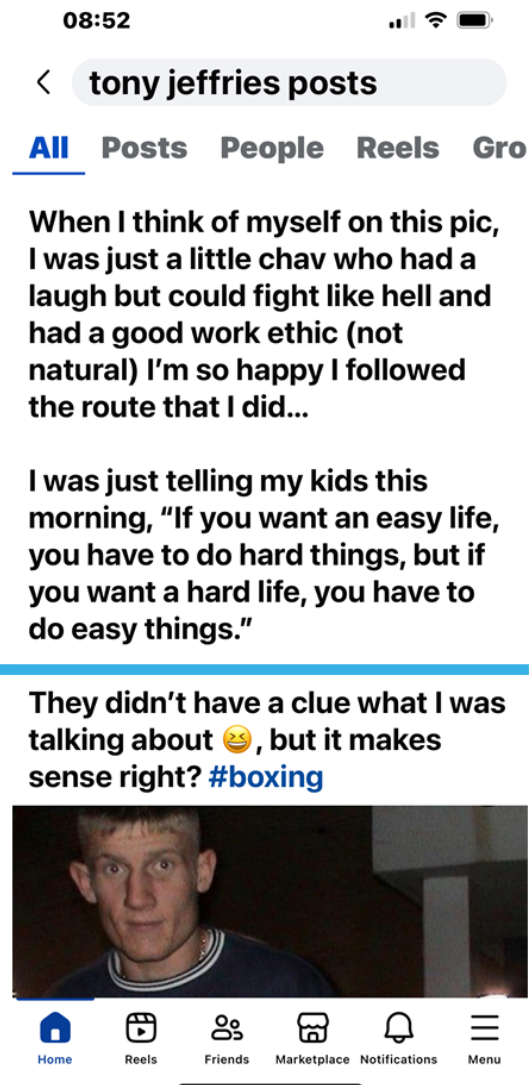 08:52
tony jeffries posts
All Posts People Reels Gro
When I think of myself on this pic,
I was just a little chav who had a
laugh but could fight like hell and
had a good work ethic (not
natural) I’m so happy I followed
the route that I did...
I was just telling my kids this
morning, “If you want an easy life,
you have to do hard things, but if
you want a hard life, you have to
do easy things.”
They didn’t have a clue what I was
talking about 😆, but it makes
sense right? #boxing
Home Reels Friends Marketplace Notifications Menu